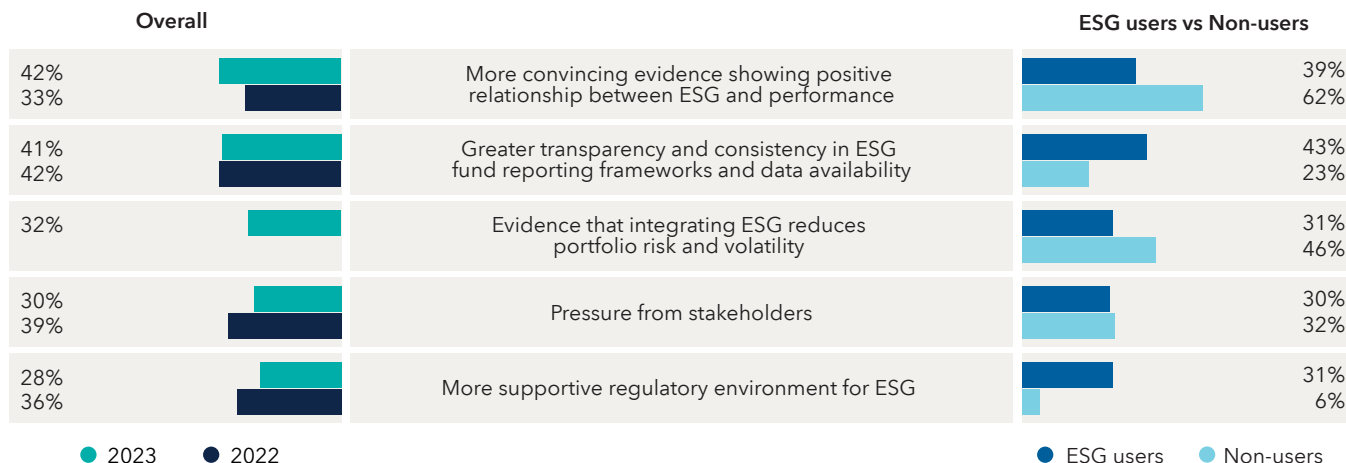 Overall
ESG users vs Non-users
42%
33%
More convincing evidence showing positive
relationship between ESG and performance
39%
62%
41%
42%
Greater transparency and consistency in ESG
fund reporting frameworks and data availability
43%
23%
32%
Evidence that integrating ESG reduces
portfolio risk and volatility
31%
46%
30%
39%
Pressure from stakeholders
30%
32%
28%
36%
More supportive regulatory environment for ESG
31%
6%
2023 2022
ESG users Non-users